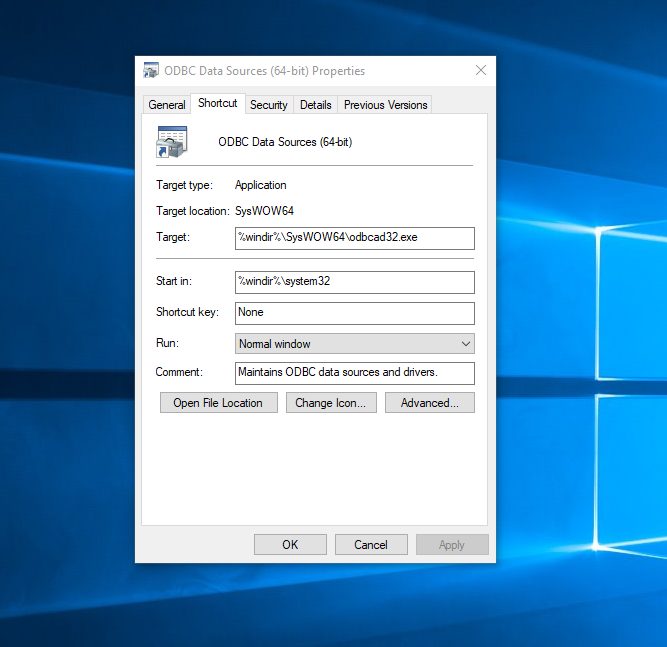 ODBC Data Sources (64-bit) Properties
General Shortcut Security Details Previous Versions
ODBC Data Sources (64-bit)
Target type: Application
Target location: SysWOW64
Target: %windir%\SysWOW64\odbcad32.exe
Start in: %windir%\system32
Shortcut key: None
Run: Normal window
Comment: Maintains ODBC data sources and drivers.
Open File Location Change Icon... Advanced...
OK Cancel Apply